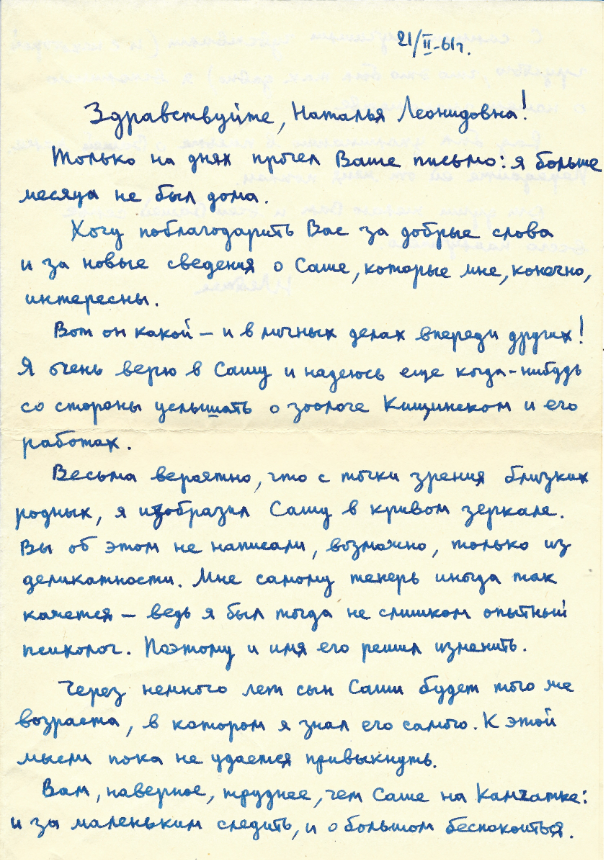 21/II-61г.
Здравствуйте, Наталья Леонидовна!
Только на днях прочел Ваше письмо: я больше
месяца не был дома.
Хочу поблагодарить Вас за добрые слова
и за новые сведения о Саше, которые мне, конечно,
интересны.
Вот он какой – и в личных делах впереди других!
Я очень верю в Сашу и надеюсь еще когда-нибудь
со стороны услышать о зоологе Кищинском и его
работах.
Весьма вероятно, что с точки зрения близких
родных, я изобразил Сашу в кривом зеркале.
Вы об этом не написали, возможно, только из
деликатности. Мне самому теперь иногда так
кажется – ведь я был тогда не слишком опытный
психолог. Поэтому и имя его решил изменить.
Через немного лет сын Саши будет того же
возраста, в котором я знал его самого. К этой
мысли пока не удается привыкнуть.
Вам, наверное, труднее, чем Саше на Камчатке:
и за маленьким следить, и о большом беспокоиться.